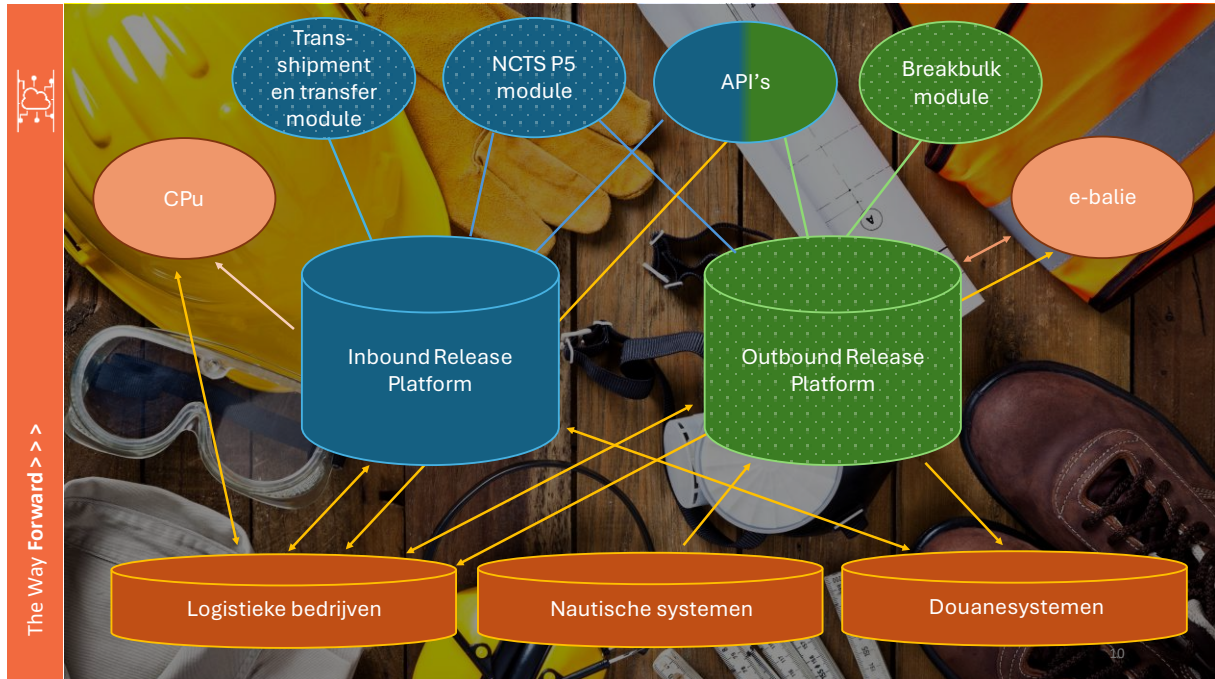 Trans-
shipment
en transfer
module
NCTS P5
module
API's
Breakbulk
module
CPu
e-balie
Inbound Release
Platform
Outbound Release
Platform
Logistieke bedrijven
Nautische systemen
Douanesystemen
The Way Forward > > >
A
10